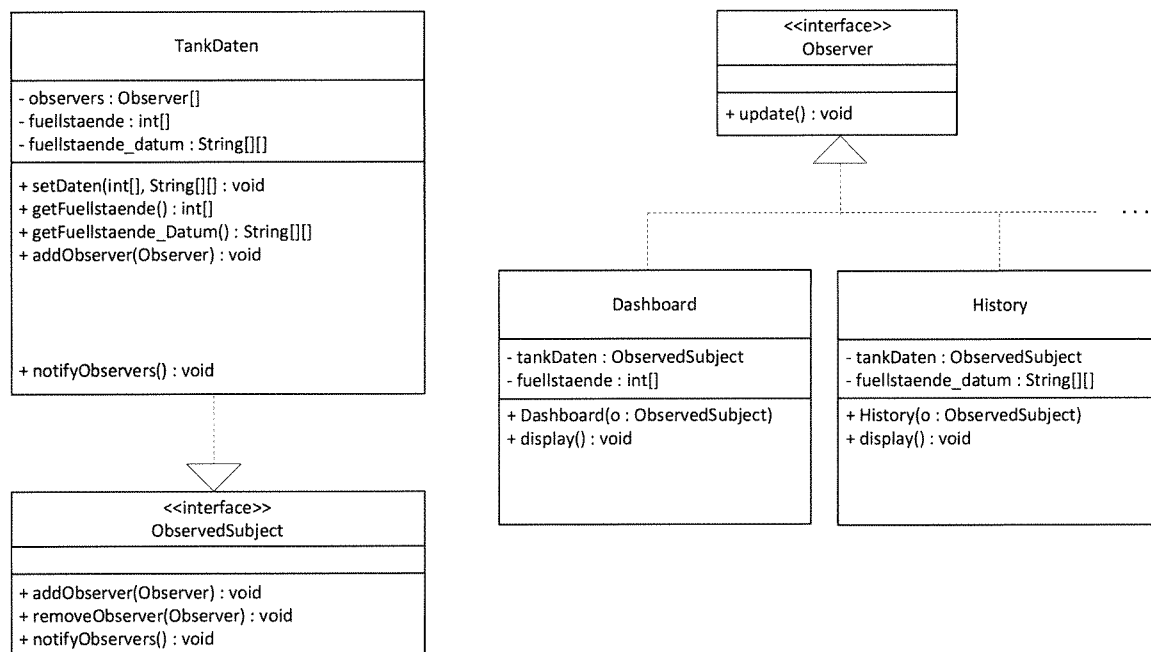 TankDaten
- observers : Observer[]
- fuellstaende : int[]
- fuellstaende_datum : String[][]
+ setDaten(int[], String[][] : void
+ getFuellstaende() : int[]
+ getFuellstaende_Datum() : String[][]
+ addObserver(Observer) : void
+ notifyObservers() : void
<<interface>>
ObservedSubject
+ addObserver(Observer) : void
+ removeObserver(Observer) : void
+ notifyObservers() : void
<<interface>>
Observer
+ update() : void
...
Dashboard
- tankDaten : ObservedSubject
- fuellstaende : int[]
+ Dashboard(o : ObservedSubject)
+ display() : void
History
- tankDaten : ObservedSubject
- fuellstaende_datum : String[][]
+ History(o : ObservedSubject)
+ display() : void